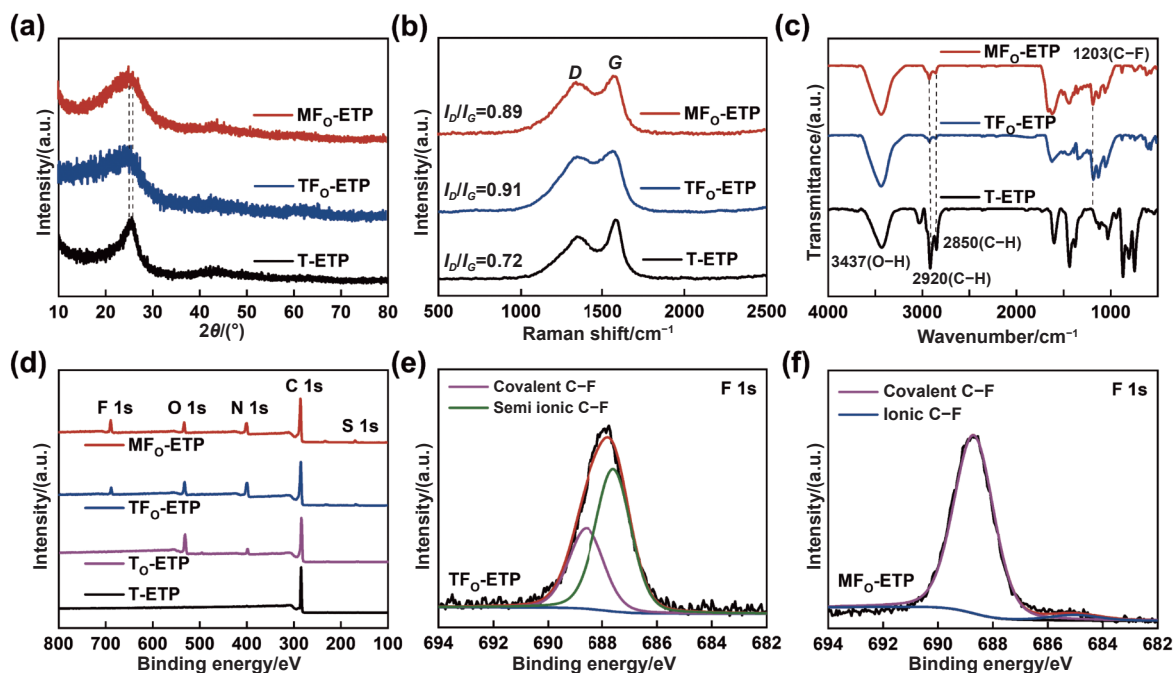 (a)
Intensity/(a.u.)
MFO-ETP
TFO-ETP
T-ETP
10 20 30 40 50 60 70 80
2θ/(°)
(b)
Intensity/(a.u.)
D G
ID/IG=0.89
MFO-ETP
ID/IG=0.91
TFO-ETP
ID/IG=0.72
T-ETP
500 1000 1500 2000 2500
Raman shift/cm−1
(c)
Transmittance/(a.u.)
MFO-ETP
1203(C−F)
TFO-ETP
T-ETP
3437(O−H)
2850(C−H)
2920(C−H)
4000 3000 2000 1000
Wavenumber/cm−1
(d)
Intensity/(a.u.)
F 1s O 1s N 1s C 1s S 1s
MFO-ETP
TFO-ETP
TO-ETP
T-ETP
800 700 600 500 400 300 200 100
Binding energy/eV
(e)
Intensity/(a.u.)
Covalent C−F
Semi ionic C−F
F 1s
TFO-ETP
694 692 690 688 686 684 682
Binding energy/eV
(f)
Intensity/(a.u.)
Covalent C−F
Ionic C−F
F 1s
MFO-ETP
694 692 690 688 686 684 682
Binding energy/eV